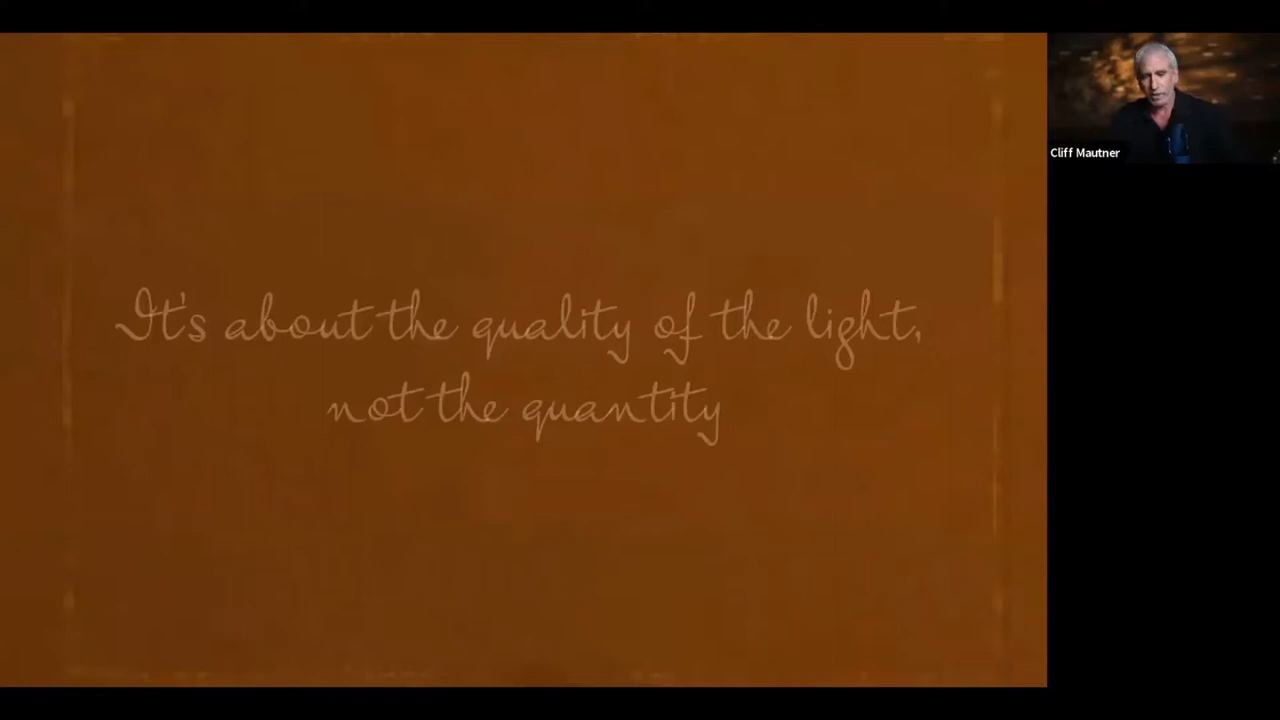 It's about the quality of the light,
not the quantity
Cliff Mautner